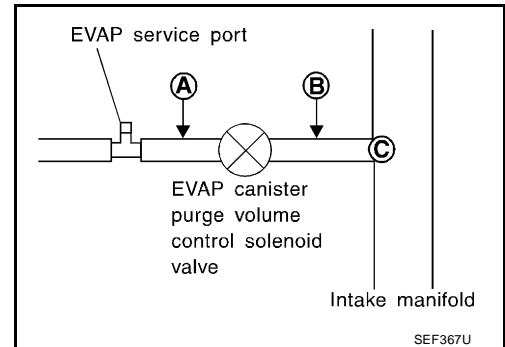 EVAP service port
A
B
C
EVAP canister
purge volume
control solenoid
valve
Intake manifold
SEF367U